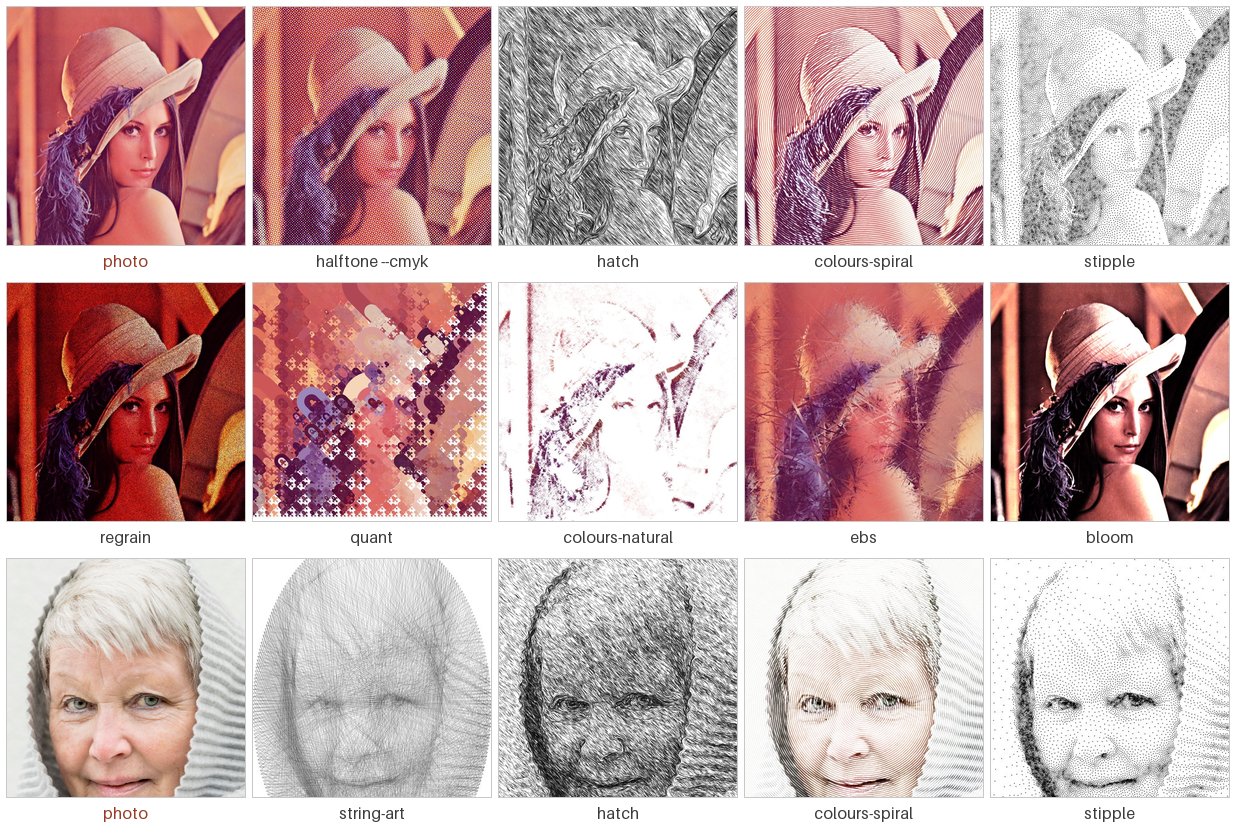 photo
halftone --cmyk
hatch
colours-spiral
stipple
regrain
quant
colours-natural
ebs
bloom
photo
string-art
hatch
colours-spiral
stipple